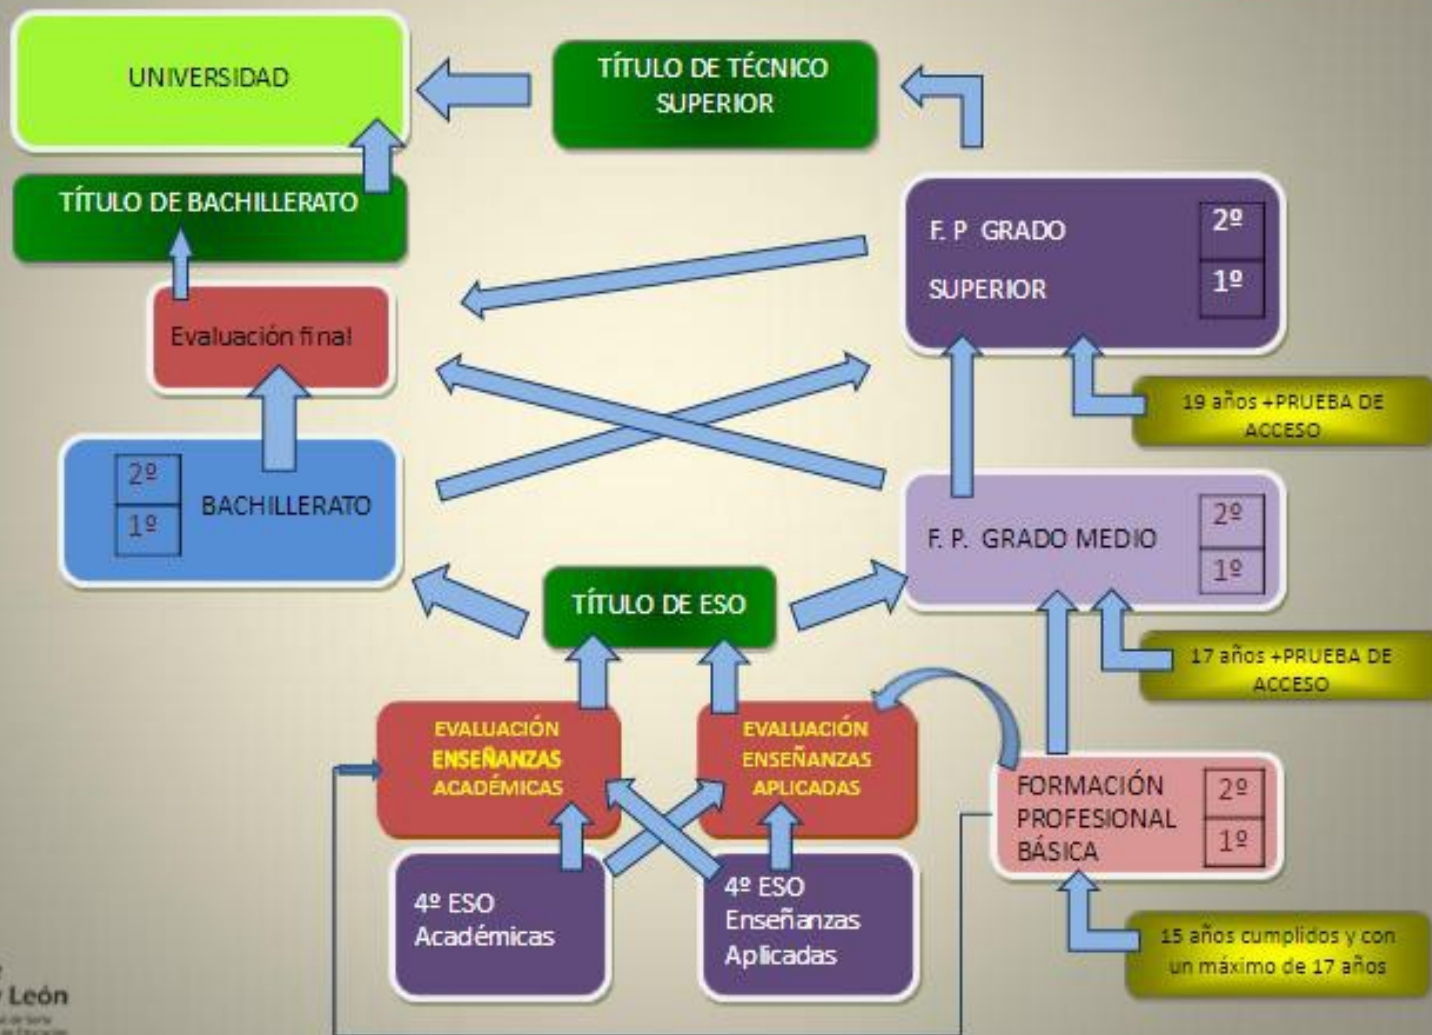 UNIVERSIDAD
TÍTULO DE TÉCNICO
SUPERIOR
TÍTULO DE BACHILLERATO
F. P GRADO
SUPERIOR
2º
1º
Evaluación final
19 años +PRUEBA DE
ACCESO
2º
1º
BACHILLERATO
F. P. GRADO MEDIO
2º
1º
TÍTULO DE ESO
17 años +PRUEBA DE
ACCESO
EVALUACIÓN
ENSEÑANZAS
ACADÉMICAS
EVALUACIÓN
ENSEÑANZAS
APLICADAS
FORMACIÓN
PROFESIONAL
BÁSICA
2º
1º
4º ESO
Académicas
4º ESO
Enseñanzas
Aplicadas
15 años cumplidos y con
un máximo de 17 años
León